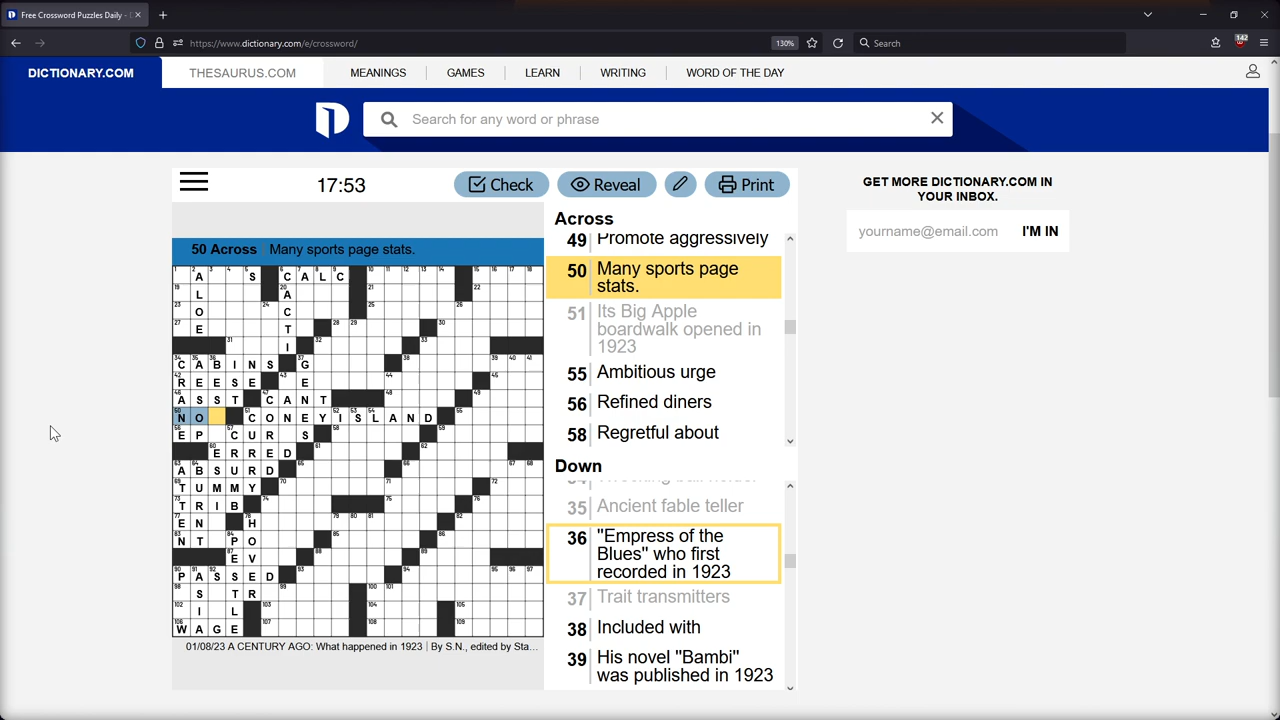 Free Crossword Puzzles Daily -
https://www.dictionary.com/e/crossword/
130%
Search
142
DICTIONARY.COM
THESAURUS.COM
MEANINGS
GAMES
LEARN
WRITING
WORD OF THE DAY
Search for any word or phrase
17:53
Check
Reveal
Print
50 Across Many sports page stats.
A S C A L C
L A
O C
E T
I
C A B I N S G
R E E S E E
A S S T C A N T
N O C O N E Y I S L A N D
E P C U R S
E R R E D
A B S U R D
T U M M Y
T R I B
E N H
N T P O
E V
P A S S E D
S T R
I L
W A G E
01/08/23 A CENTURY AGO: What happened in 1923 | By S.N., edited by Sta...
Across
49 Promote aggressively
50 Many sports page
stats.
51 Its Big Apple
boardwalk opened in
1923
55 Ambitious urge
56 Refined diners
58 Regretful about
Down
35 Ancient fable teller
36 "Empress of the
Blues" who first
recorded in 1923
37 Trait transmitters
38 Included with
39 His novel "Bambi"
was published in 1923
GET MORE DICTIONARY.COM IN
YOUR INBOX.
yourname@email.com
I'M IN